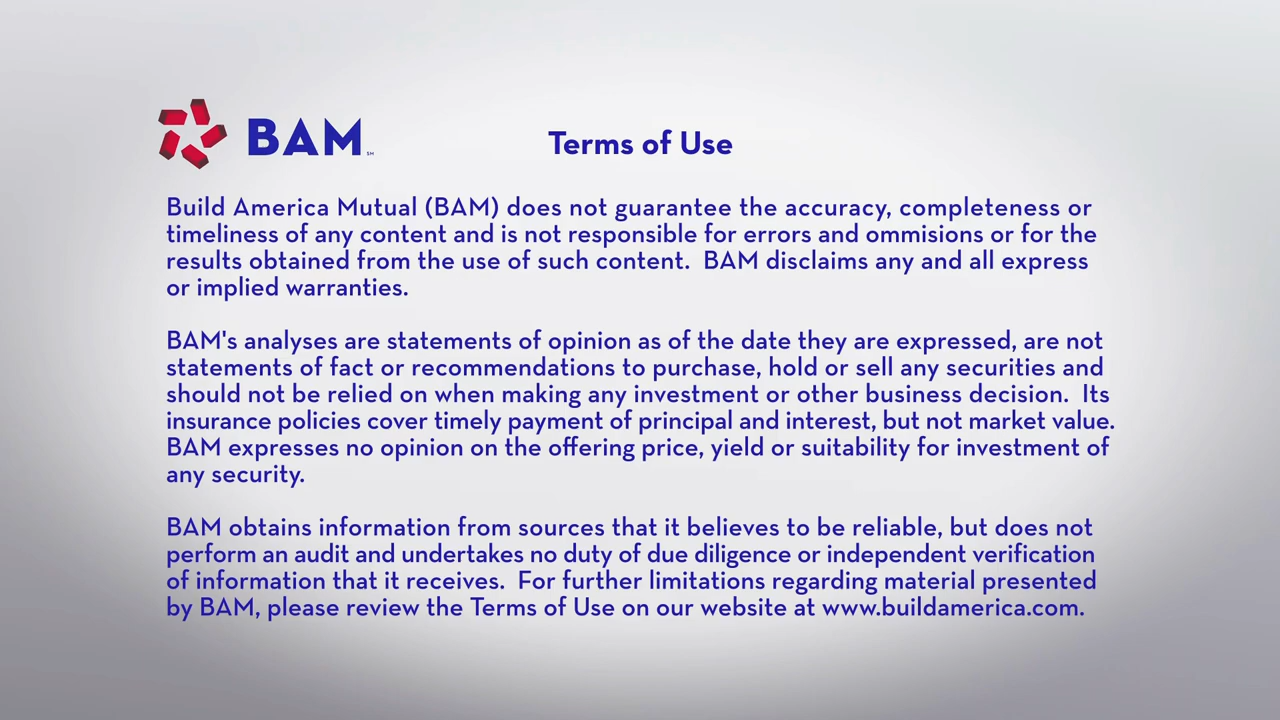 BAM
SM
Terms of Use
Build America Mutual (BAM) does not guarantee the accuracy, completeness or
timeliness of any content and is not responsible for errors and ommisions or for the
results obtained from the use of such content.  BAM disclaims any and all express
or implied warranties.
BAM's analyses are statements of opinion as of the date they are expressed, are not
statements of fact or recommendations to purchase, hold or sell any securities and
should not be relied on when making any investment or other business decision.  Its
insurance policies cover timely payment of principal and interest, but not market value.
BAM expresses no opinion on the offering price, yield or suitability for investment of
any security.
BAM obtains information from sources that it believes to be reliable, but does not
perform an audit and undertakes no duty of due diligence or independent verification
of information that it receives.  For further limitations regarding material presented
by BAM, please review the Terms of Use on our website at www.buildamerica.com.